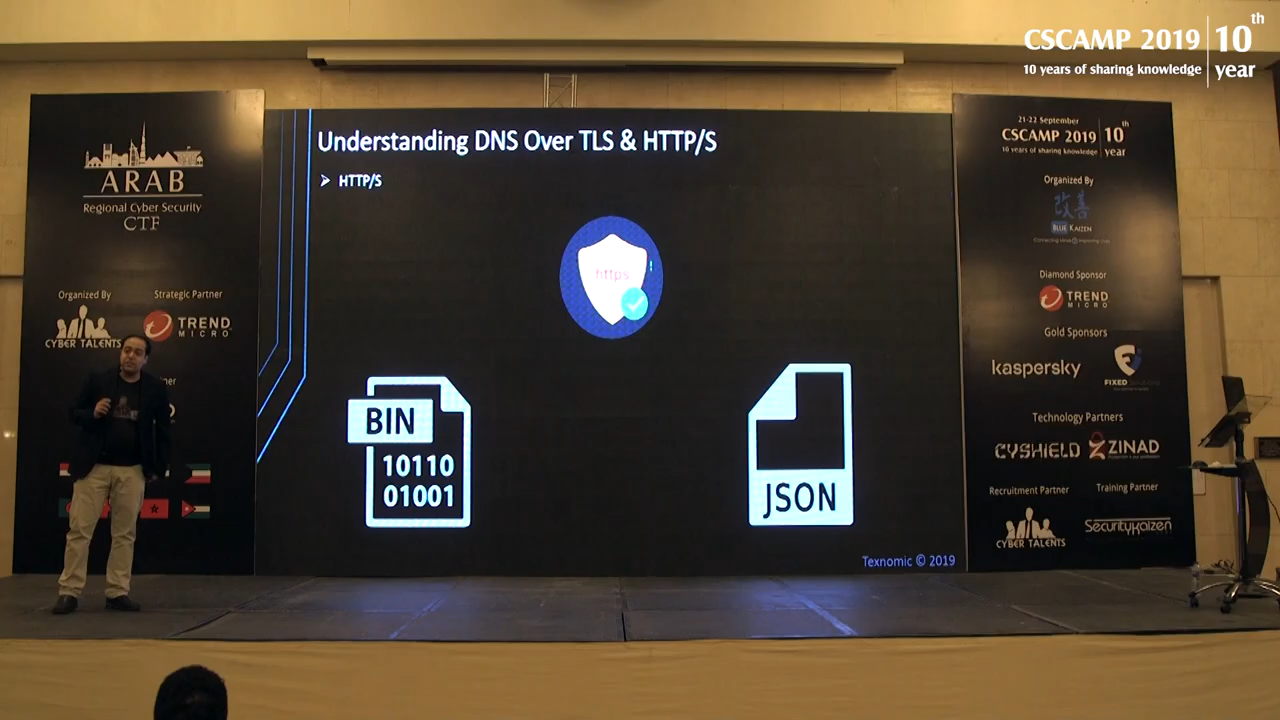 CSCAMP 2019
10 years of sharing knowledge
10th
year
ARAB
Regional Cyber Security
CTF
Organized By
CYBER TALENTS
Strategic Partner
TREND
MICRO
Understanding DNS Over TLS & HTTP/S
➢ HTTP/S
https
BIN
10110
01001
JSON
Texnomic © 2019
21-22 September
CSCAMP 2019
10 years of sharing knowledge
10th
year
Organized By
改善
BLUE KAIZEN
Diamond Sponsor
TREND
MICRO
Gold Sponsors
kaspersky
FIXED
Technology Partners
CYSHIELD
ZINAD
Recruitment Partner
CYBER TALENTS
Training Partner
Securitykaizen